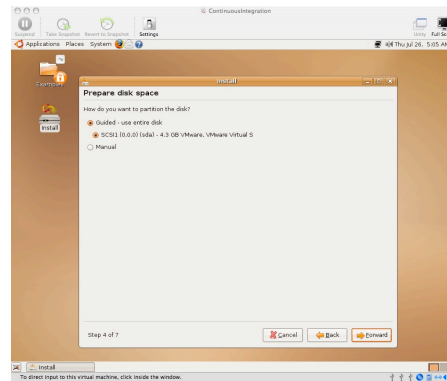 ContinuousIntegration
Suspend Take Snapshot Revert to Snapshot Settings Unity Full Sc
Applications Places System Thu Jul 26, 5:05 AM
Examples
Install
Install
Prepare disk space
How do you want to partition the disk?
Guided - use entire disk
SCSI1 (0,0,0) (sda) - 4.3 GB VMware, VMware Virtual S
Manual
Step 4 of 7
Cancel Back Forward
Install
To direct input to this virtual machine, click inside the window.